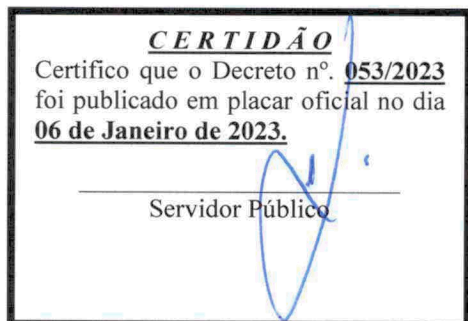 CERTIDÃO
Certifico que o Decreto nº. 053/2023
foi publicado em placar oficial no dia
06 de Janeiro de 2023.
Servidor Público